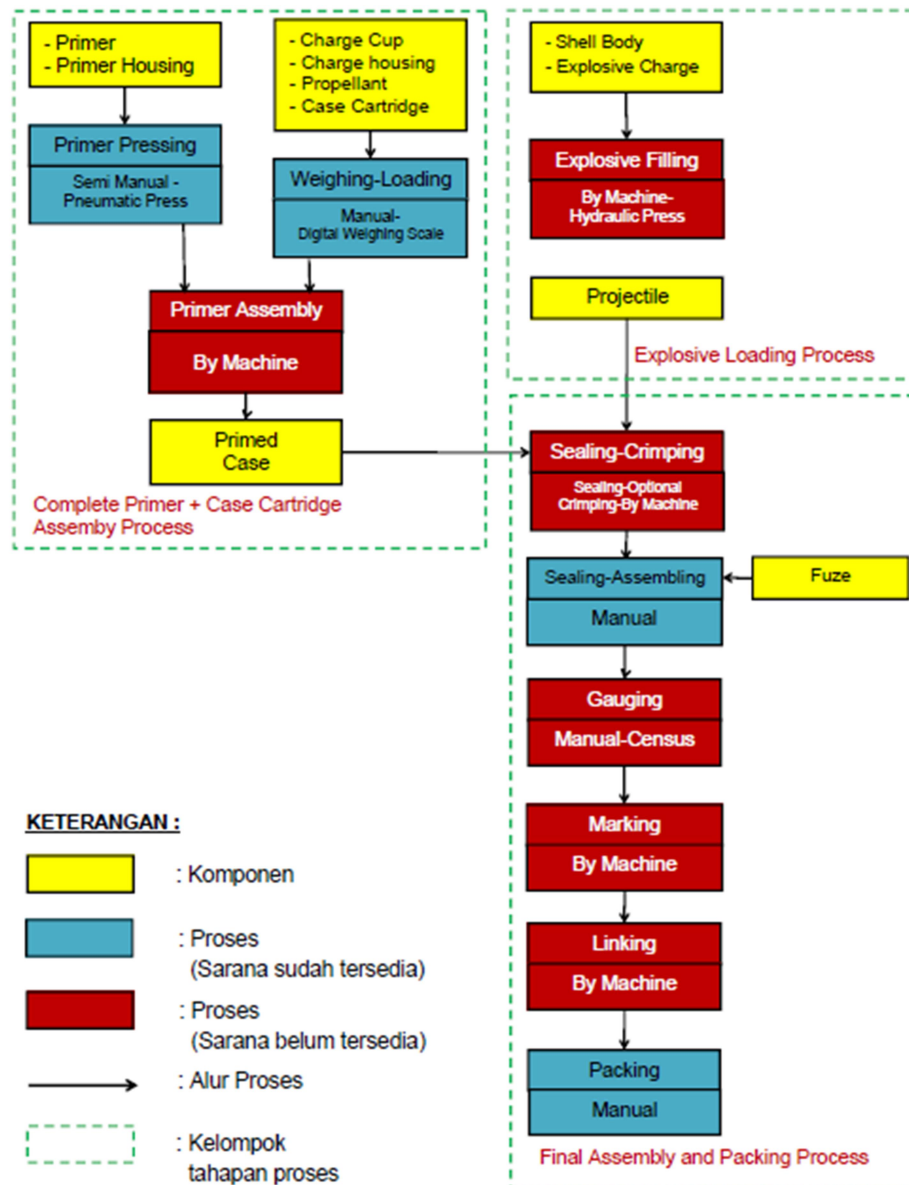 - Primer
- Primer Housing
- Charge Cup
- Charge housing
- Propellant
- Case Cartridge
- Shell Body
- Explosive Charge
Primer Pressing
Semi Manual -
Pneumatic Press
Weighing-Loading
Manual-
Digital Weighing Scale
Explosive Filling
By Machine-
Hydraulic Press
Primer Assembly
By Machine
Projectile
Explosive Loading Process
Primed
Case
Complete Primer + Case Cartridge
Assemby Process
Sealing-Crimping
Sealing-Optional
Crimping-By Machine
Sealing-Assembling
Manual
Fuze
Gauging
Manual-Census
Marking
By Machine
Linking
By Machine
Packing
Manual
Final Assembly and Packing Process
KETERANGAN :
: Komponen
: Proses
(Sarana sudah tersedia)
: Proses
(Sarana belum tersedia)
: Alur Proses
: Kelompok
tahapan proses